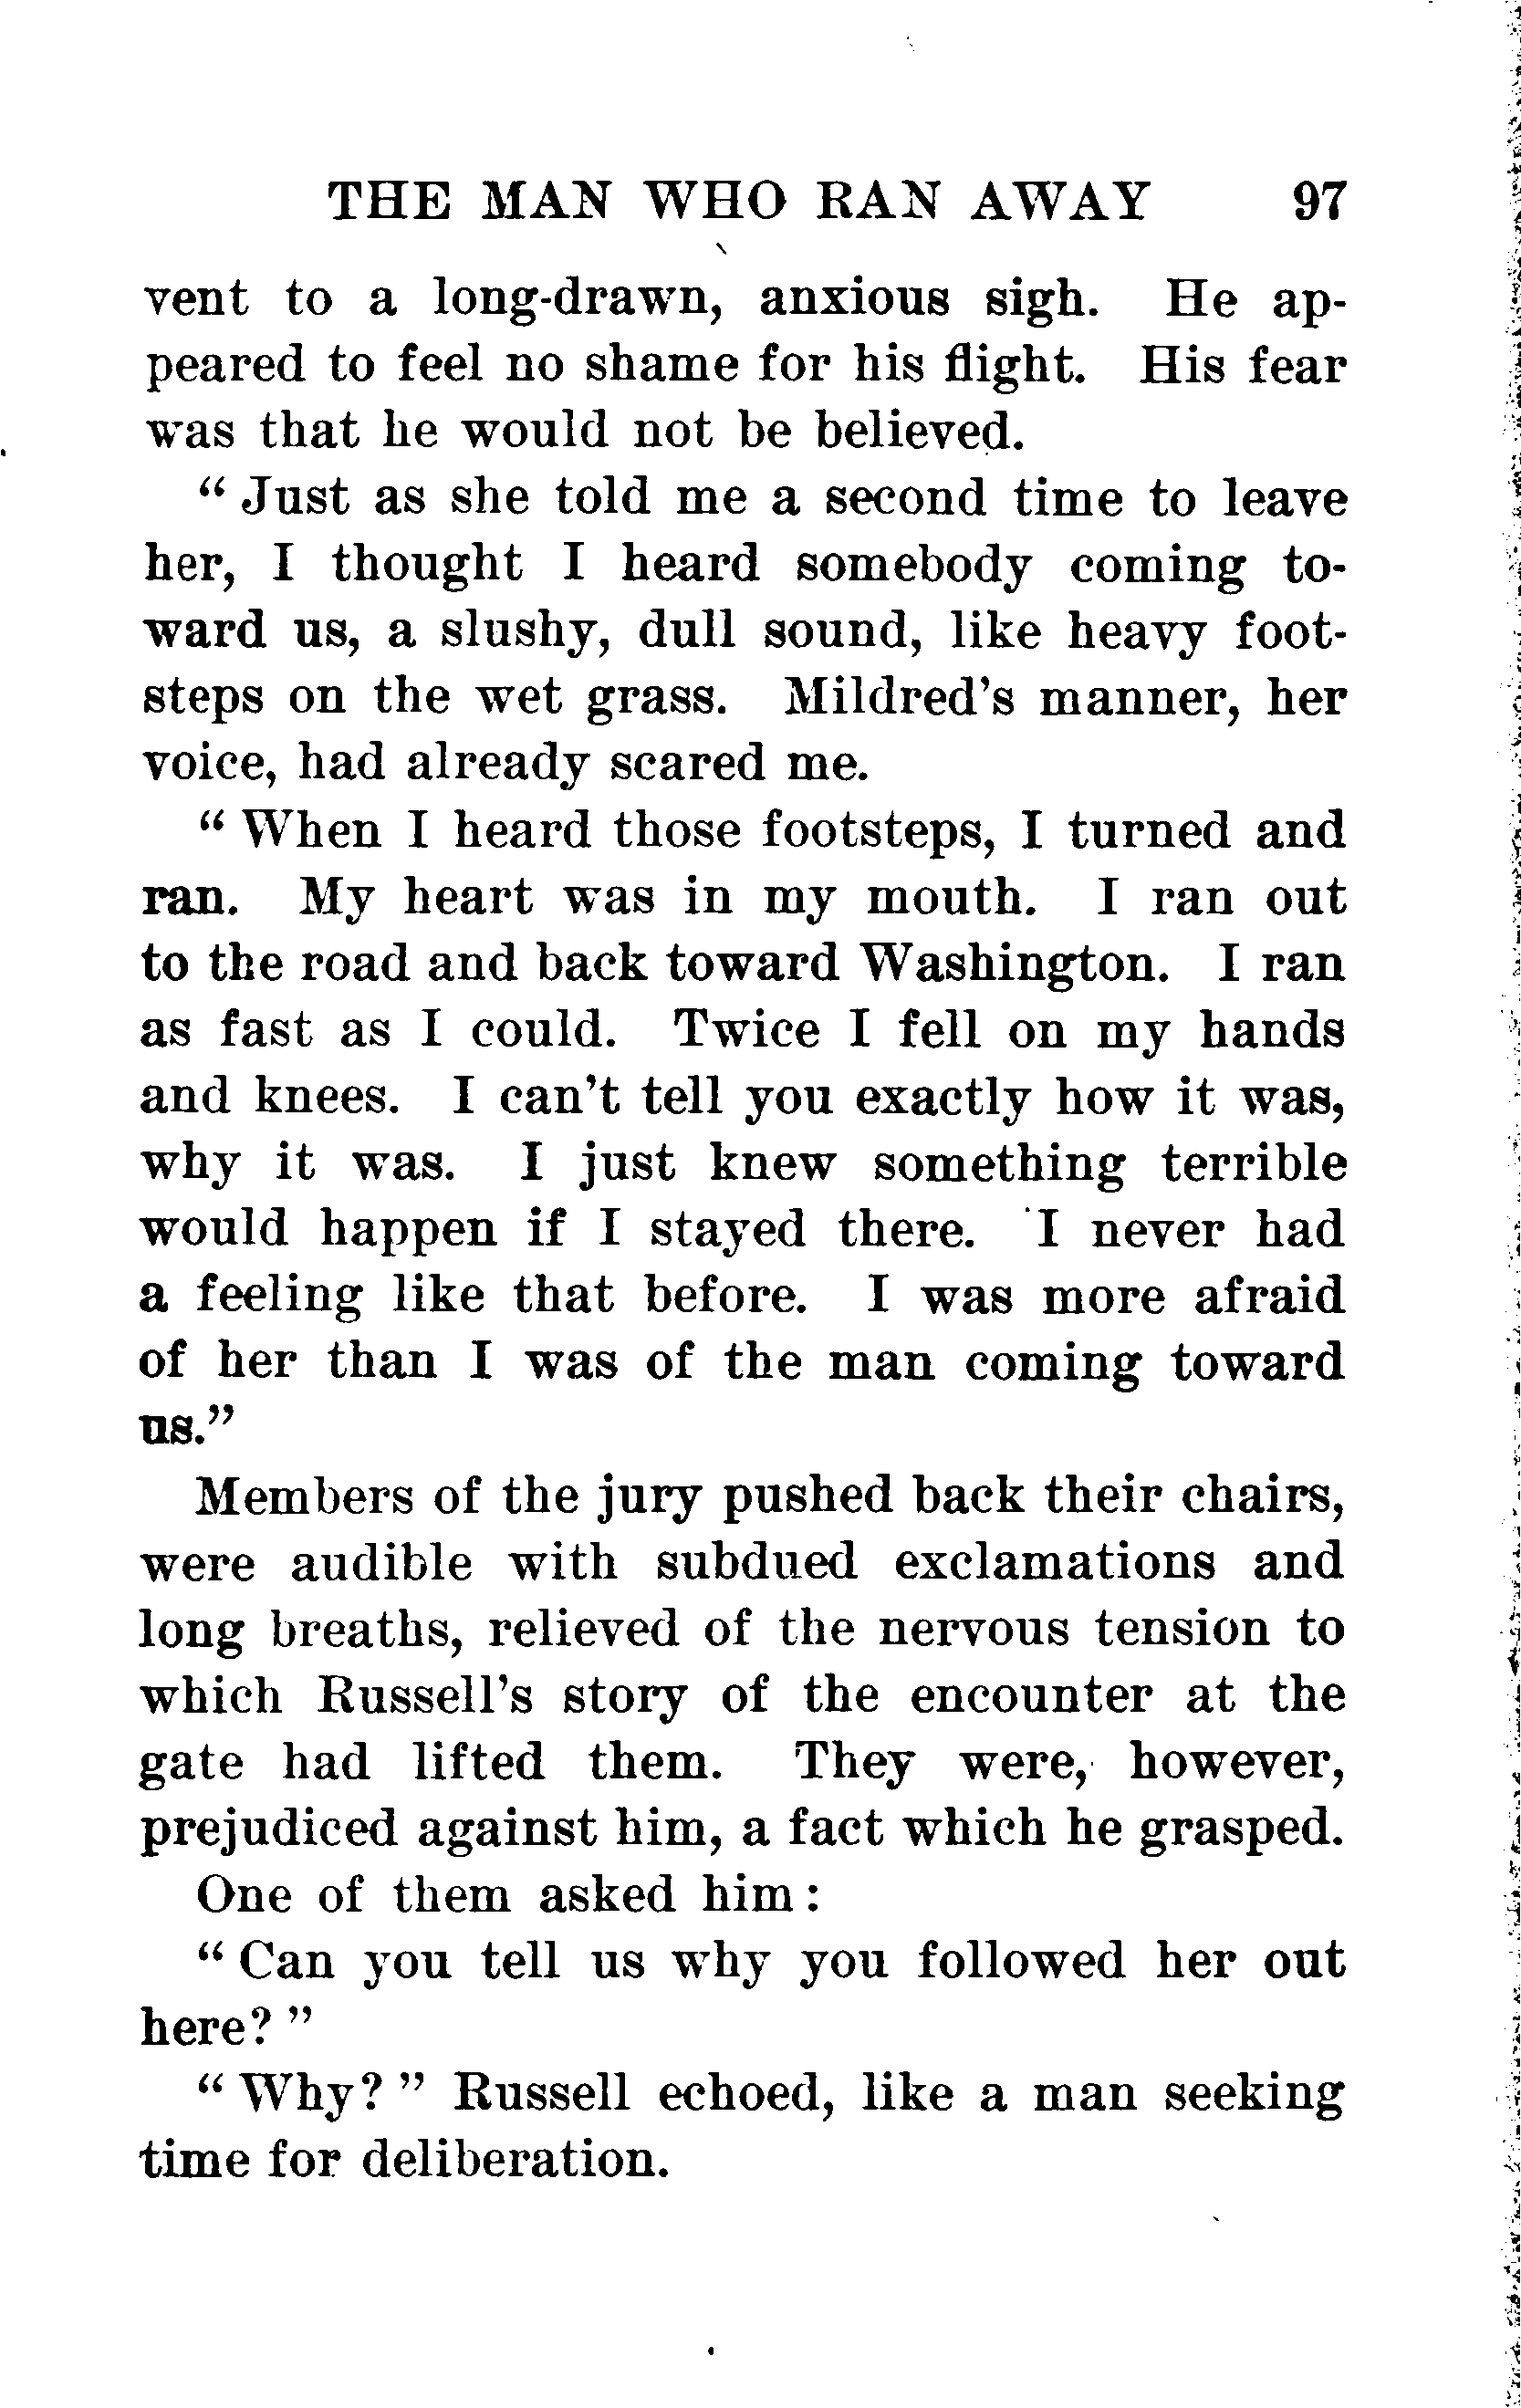 THE MAN WHO RAN AWAY 97
vent to a long-drawn, anxious sigh. He ap-
peared to feel no shame for his flight. His fear
was that he would not be believed.
“ Just as she told me a second time to leave
her, I thought I heard somebody coming to-
ward us, a slushy, dull sound, like heavy foot-
steps on the wet grass. Mildred’s manner, her
voice, had already scared me.
“ When I heard those footsteps, I turned and
ran. My heart was in my mouth. I ran out
to the road and back toward Washington. I ran
as fast as I could. Twice I fell on my hands
and knees. I can’t tell you exactly how it was,
why it was. I just knew something terrible
would happen if I stayed there. I never had
a feeling like that before. I was more afraid
of her than I was of the man coming toward
us.”
Members of the jury pushed back their chairs,
were audible with subdued exclamations and
long breaths, relieved of the nervous tension to
which Russell’s story of the encounter at the
gate had lifted them. They were, however,
prejudiced against him, a fact which he grasped.
One of them asked him :
“ Can you tell us why you followed her out
here? ”
“ Why? ” Russell echoed, like a man seeking
time for deliberation.